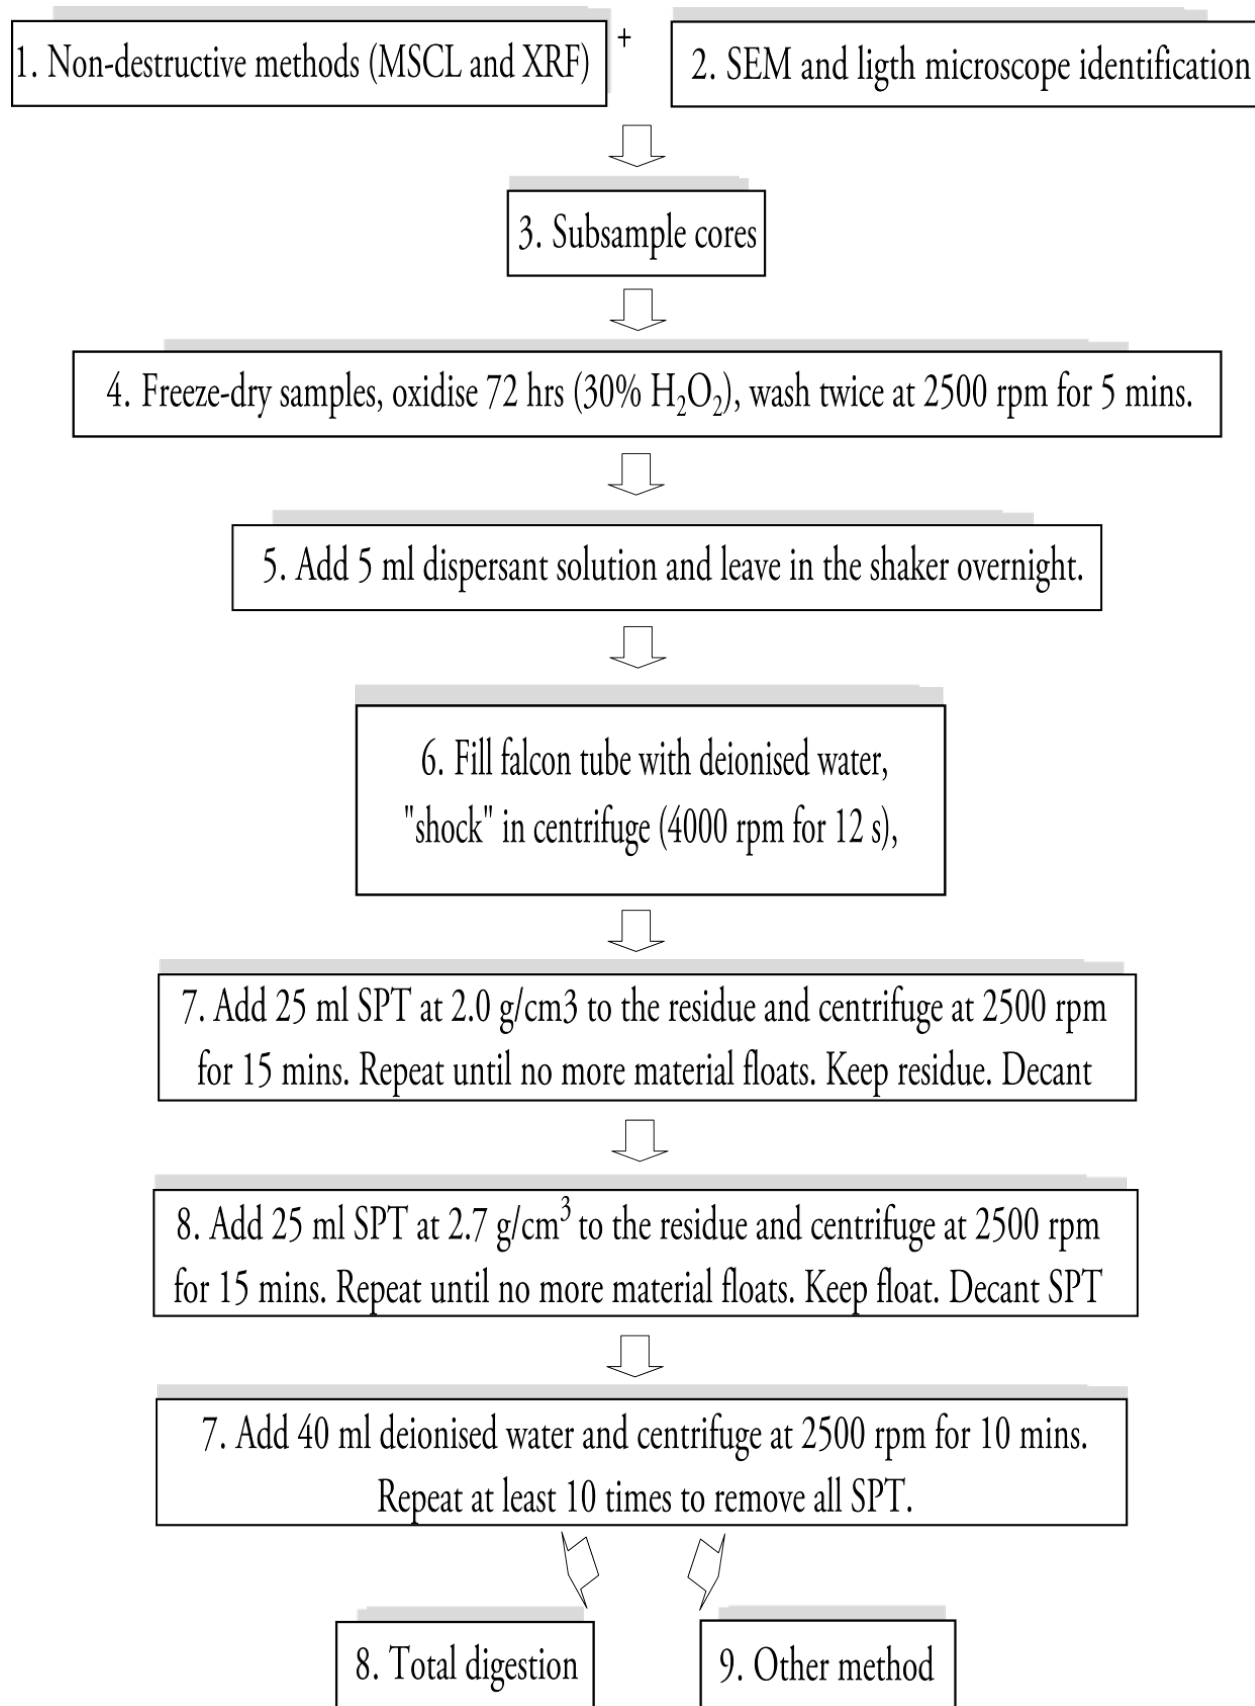 1. Non-destructive methods (MSCL and XRF)
+
2. SEM and ligth microscope identification
3. Subsample cores
4. Freeze-dry samples, oxidise 72 hrs (30% H₂O₂), wash twice at 2500 rpm for 5 mins.
5. Add 5 ml dispersant solution and leave in the shaker overnight.
6. Fill falcon tube with deionised water,
"shock" in centrifuge (4000 rpm for 12 s),
7. Add 25 ml SPT at 2.0 g/cm3 to the residue and centrifuge at 2500 rpm
for 15 mins. Repeat until no more material floats. Keep residue. Decant
8. Add 25 ml SPT at 2.7 g/cm³ to the residue and centrifuge at 2500 rpm
for 15 mins. Repeat until no more material floats. Keep float. Decant SPT
7. Add 40 ml deionised water and centrifuge at 2500 rpm for 10 mins.
Repeat at least 10 times to remove all SPT.
8. Total digestion
9. Other method